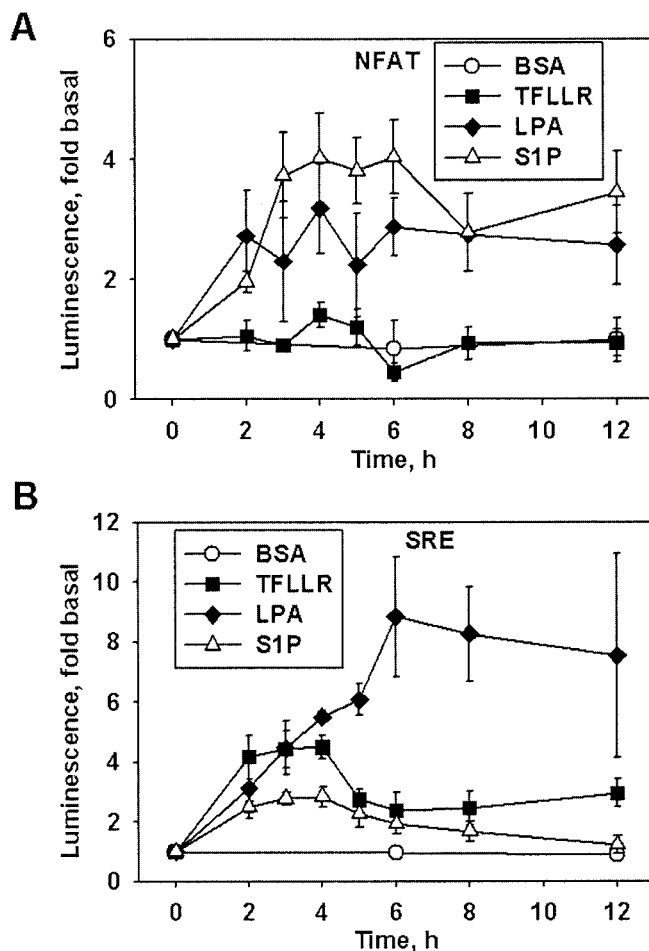 A
NFAT
BSA
TFLLR
LPA
S1P
Luminescence, fold basal
6
4
2
0
0 2 4 6 8 10 12
Time, h
B
SRE
BSA
TFLLR
LPA
S1P
Luminescence, fold basal
12
10
8
6
4
2
0
0 2 4 6 8 10 12
Time, h